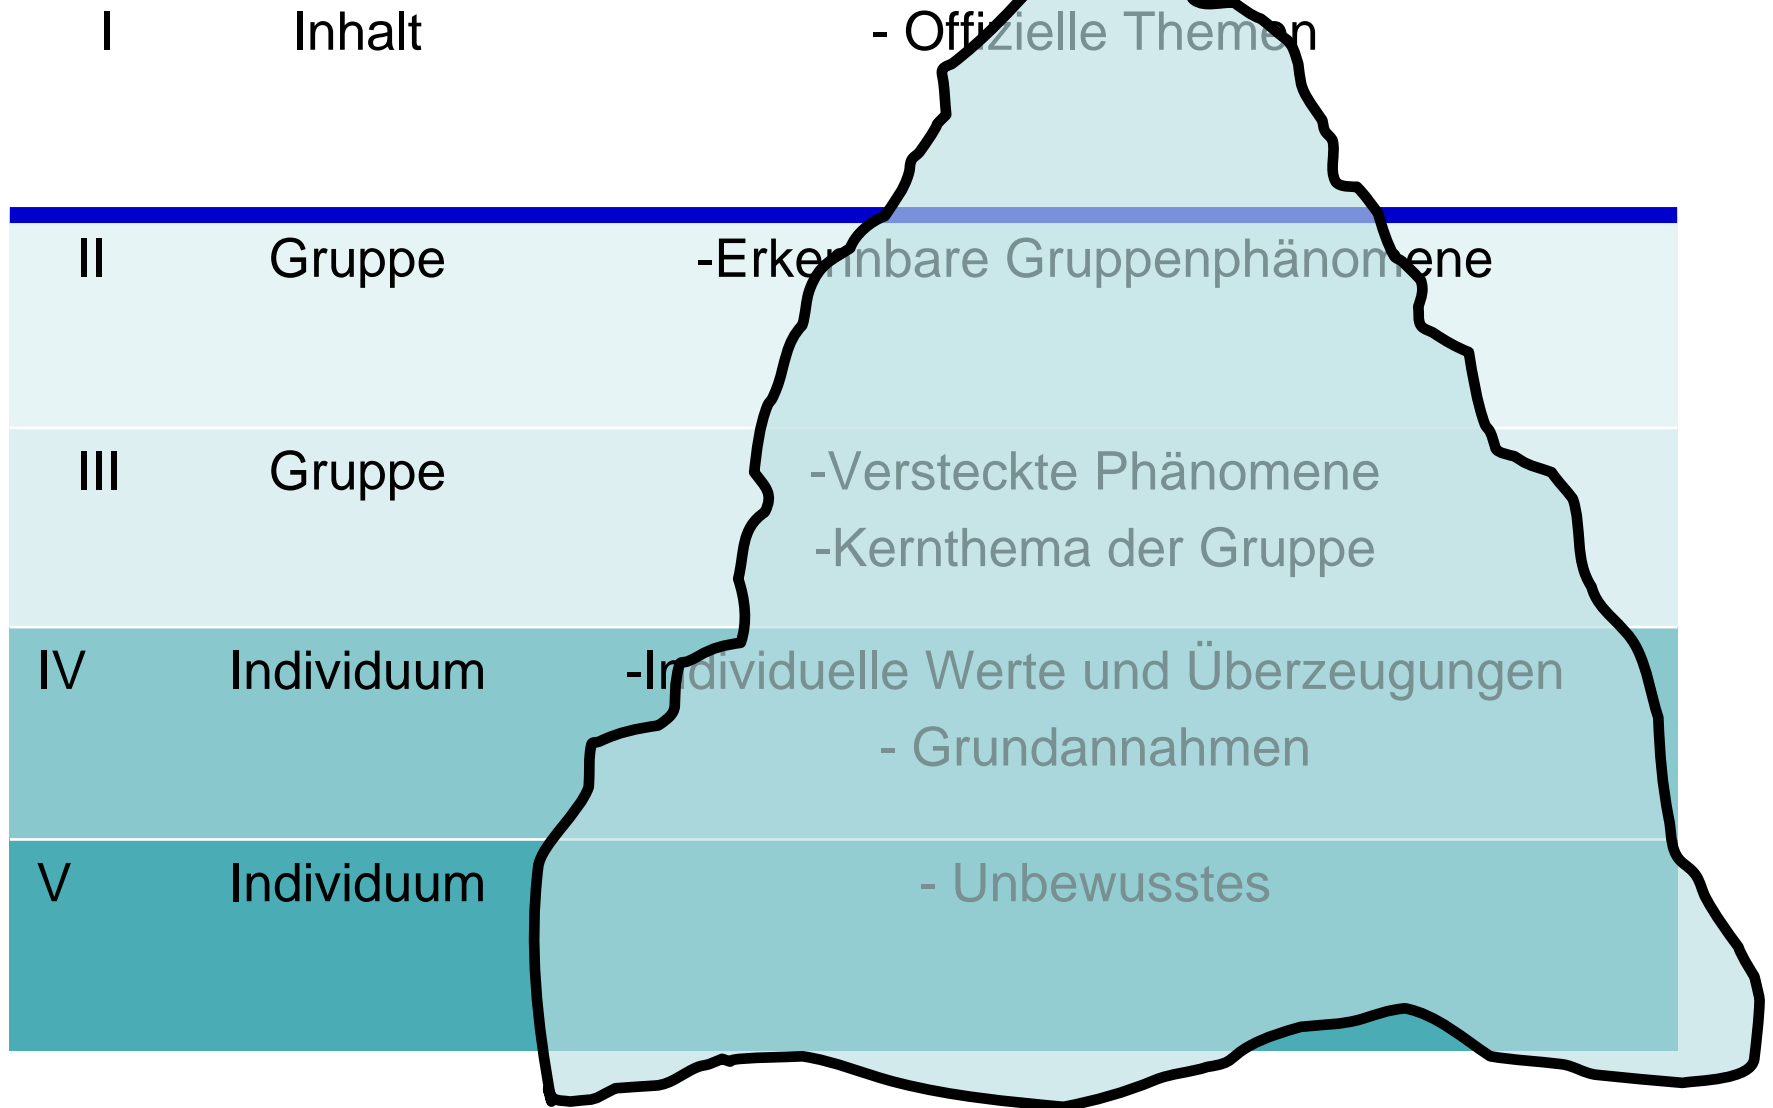 I Inhalt - Offizielle Themen
II Gruppe -Erkennbare Gruppenphänomene
III Gruppe -Versteckte Phänomene
-Kernthema der Gruppe
IV Individuum -Individuelle Werte und Überzeugungen
- Grundannahmen
V Individuum - Unbewusstes